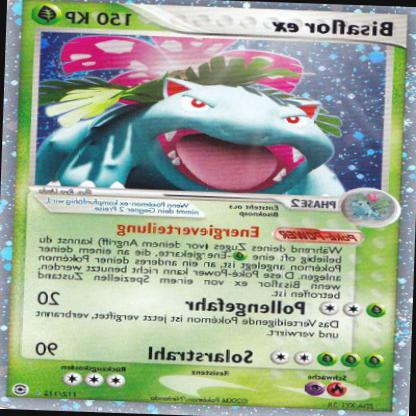 Bisaflor ex 150 KP
PHASE 2
Entsteht aus
Bisaknosp
Wenn Pokémon-ex kampfunfähig wird,
nimmt dein Gegner 2 Preise
Poké-POWER Energieverteilung
Während deines Zuges (vor deinem Angriff) kannst du
beliebig oft eine -Energiekarte, die an einem deiner
Pokémon angelegt ist, an ein anderes deiner Pokémon
anlegen. Diese Poké-Power kann nicht benutzt werden,
wenn Bisaflor ex von einem Speziellen Zustand
betroffen ist.
Pollengefahr 20
Das Verteidigende Pokémon ist jetzt vergiftet, verbrannt
und verwirrt.
Solarstrahl 90
Schwäche Resistenz Rückzugskosten
©2004 Pokémon/Nintendo 112/112